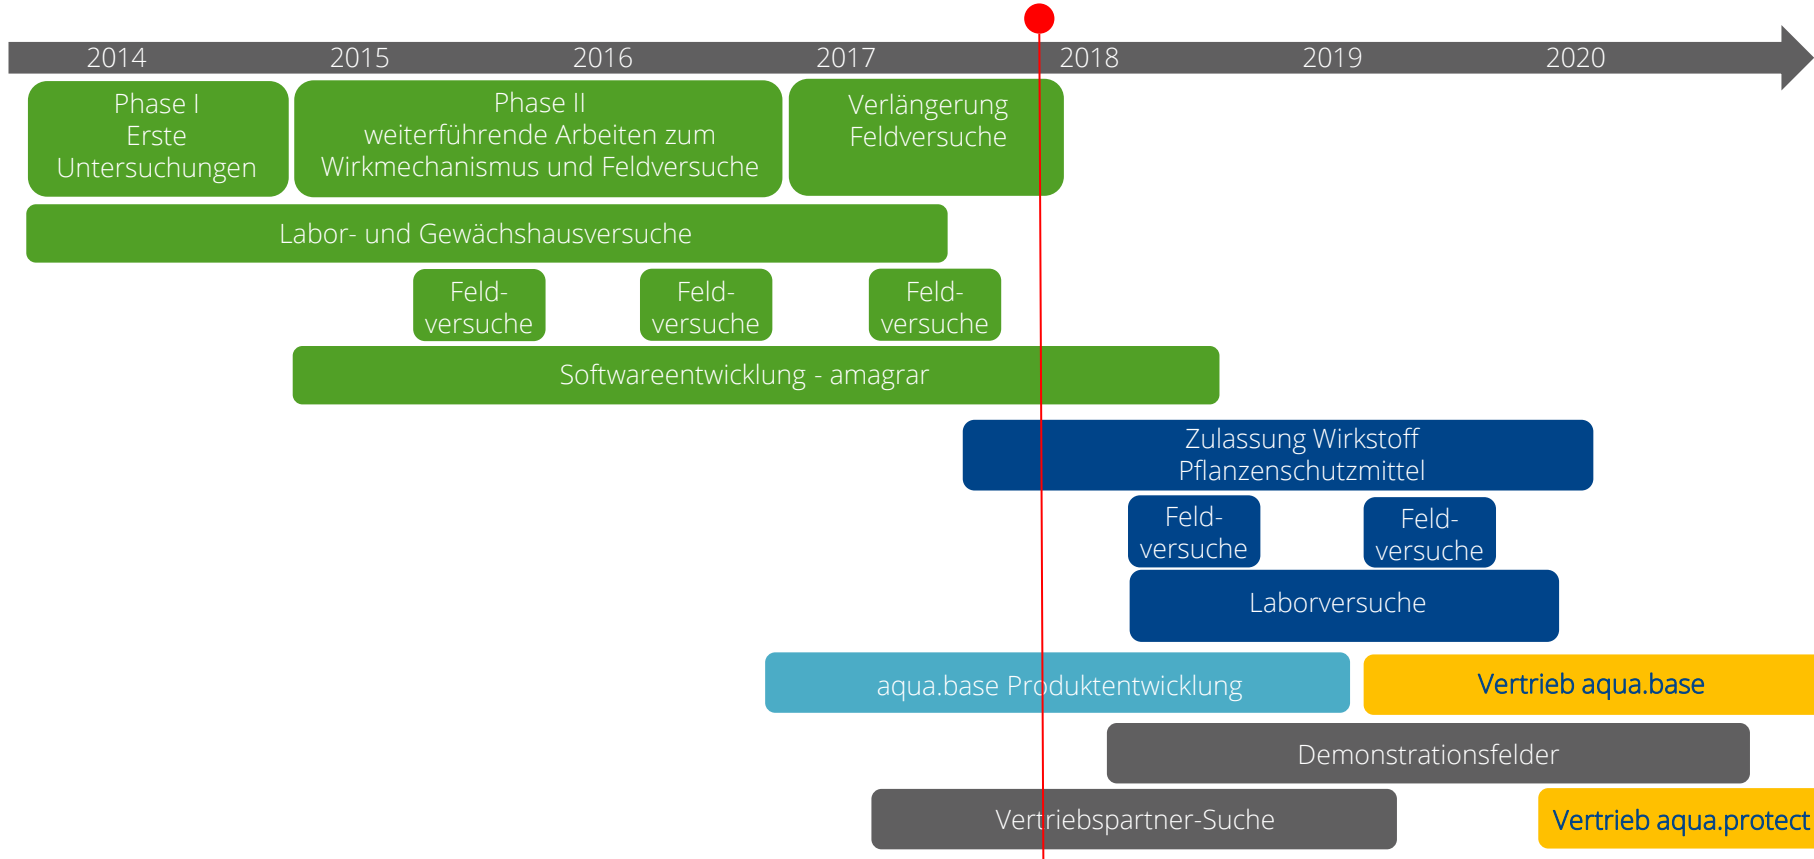 2014 2015 2016 2017 2018 2019 2020
Phase I
Erste
Untersuchungen
Phase II
weiterführende Arbeiten zum
Wirkmechanismus und Feldversuche
Verlängerung
Feldversuche
Labor- und Gewächshausversuche
Feld-
versuche
Feld-
versuche
Feld-
versuche
Softwareentwicklung - amagrar
Zulassung Wirkstoff
Pflanzenschutzmittel
Feld-
versuche
Feld-
versuche
Laborversuche
aqua.base Produktentwicklung
Vertrieb aqua.base
Demonstrationsfelder
Vertriebspartner-Suche
Vertrieb aqua.protect